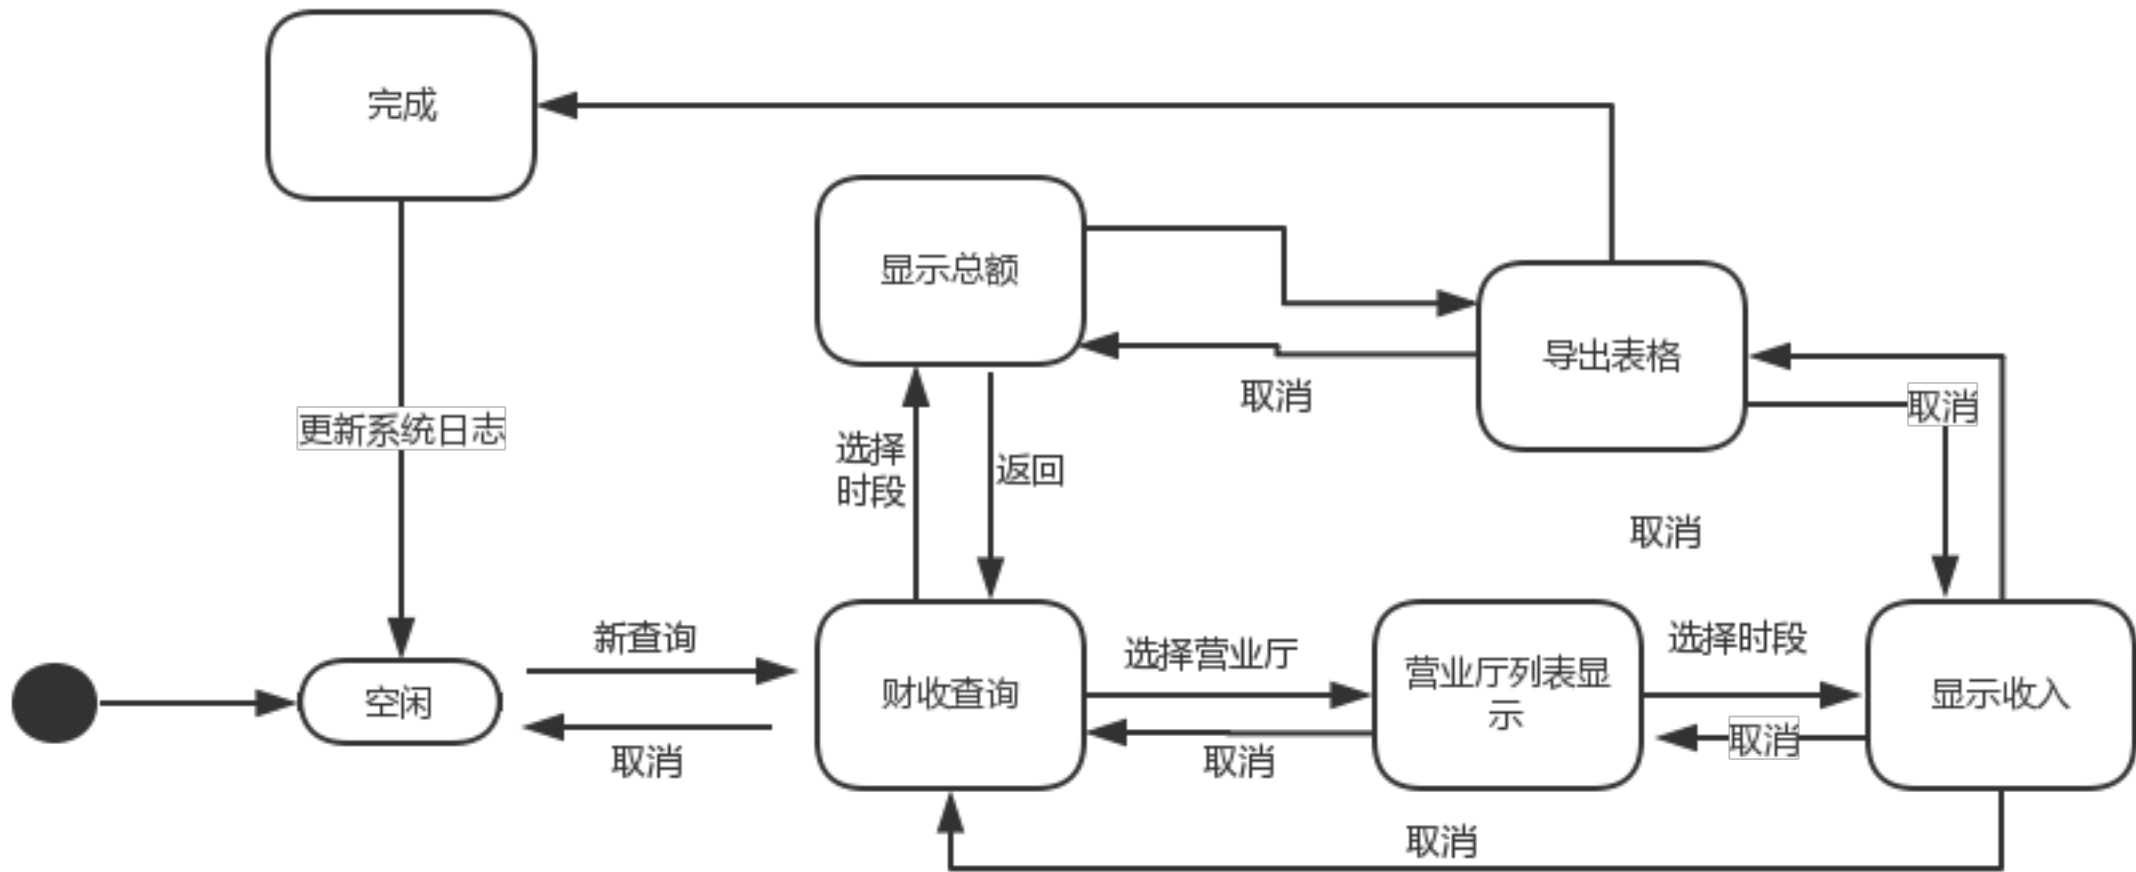 完成
显示总额
导出表格
取消
取消
更新系统日志
选择
时段
返回
取消
新查询
选择营业厅
选择时段
空闲
财收查询
营业厅列表显
示
显示收入
取消
取消
取消
取消